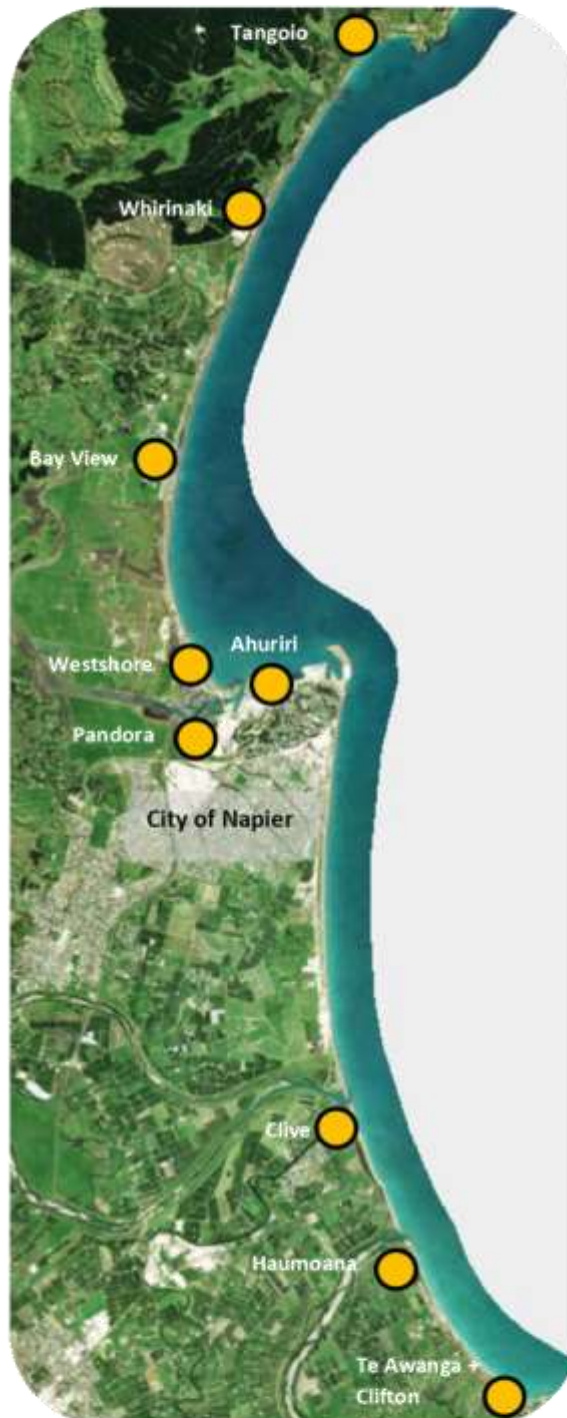 Tangoio
Whirinaki
Bay View
Ahuriri
Westshore
Pandora
City of Napier
Clive
Haumoana
Te Awanga +
Clifton